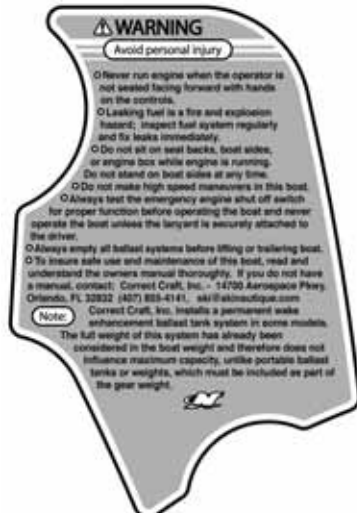 ⚠ WARNING
Avoid personal injury
○ Never run engine when the operator is
not seated facing forward with hands
on the controls.
○ Leaking fuel is a fire and explosion
hazard; inspect fuel system regularly
and fix leaks immediately.
○ Do not sit on seat backs, boat sides,
or engine box while engine is running.
Do not stand on boat sides at any time.
○ Do not make high speed maneuvers in this boat.
○ Always test the emergency engine shut off switch
for proper function before operating the boat and never
operate the boat unless the lanyard is securely attached to
the driver.
○ Always empty all ballast systems before lifting or trailering boat.
○ To insure safe use and maintenance of this boat, read and
understand the owners manual thoroughly. If you do not have
a manual, contact: Correct Craft, Inc. - 14700 Aerospace Pkwy.
Orlando, FL 32832 (407) 855-4141. ski@skinautique.com
Note: Correct Craft, Inc. installs a permanent wake
enhancement ballast tank system in some models.
The full weight of this system has already been
considered in the boat weight and therefore does not
influence maximum capacity, unlike portable ballast
tanks or weights, which must be included as part of
the gear weight.